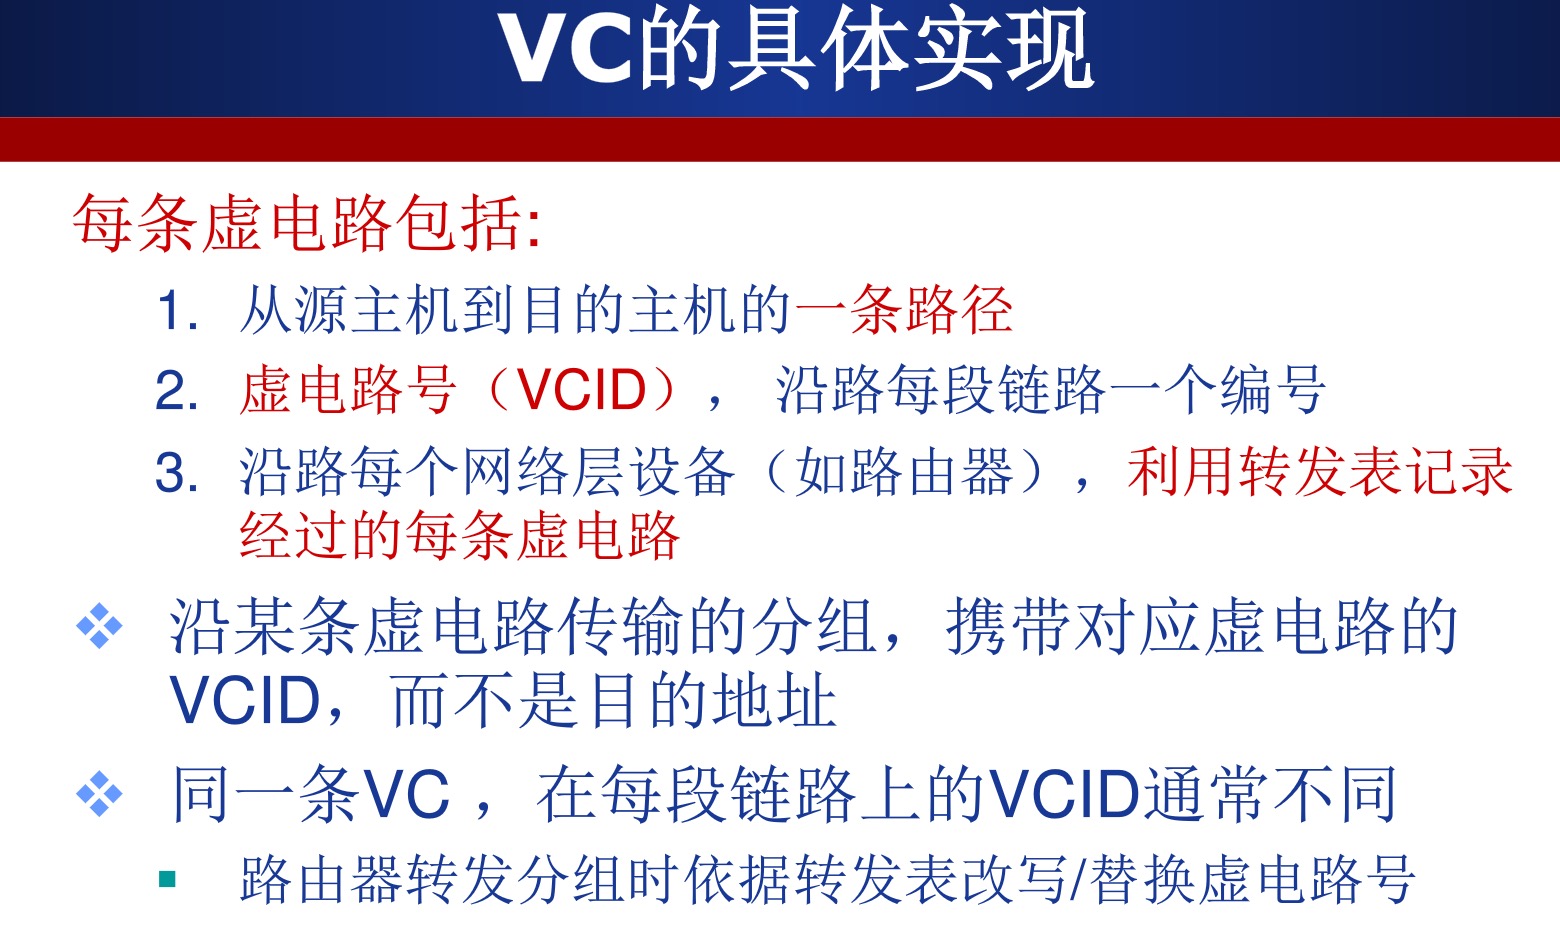 VC的具体实现
每条虚电路包括:
1. 从源主机到目的主机的一条路径
2. 虚电路号（VCID）， 沿路每段链路一个编号
3. 沿路每个网络层设备（如路由器），利用转发表记录
经过的每条虚电路
❖ 沿某条虚电路传输的分组，携带对应虚电路的
VCID，而不是目的地址
❖ 同一条VC ，在每段链路上的VCID通常不同
▪ 路由器转发分组时依据转发表改写/替换虚电路号